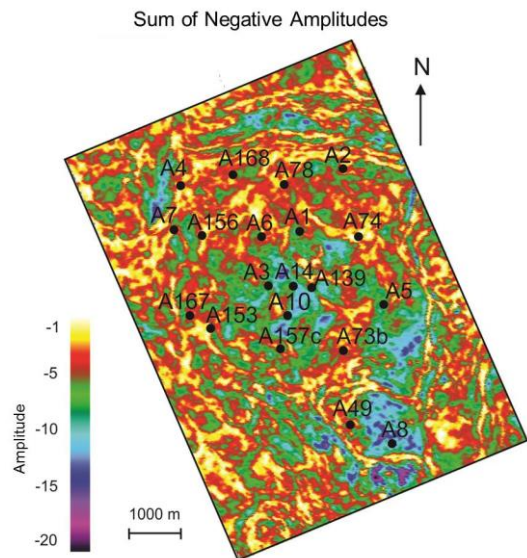 Sum of Negative Amplitudes
N
A2
A168
A78
A4
A7
A156
A6
A1
A74
A3
A14
A139
A5
A167
A153
A10
A157c
A73b
A49
A8
Amplitude
-1
-5
-10
-15
-20
1000 m